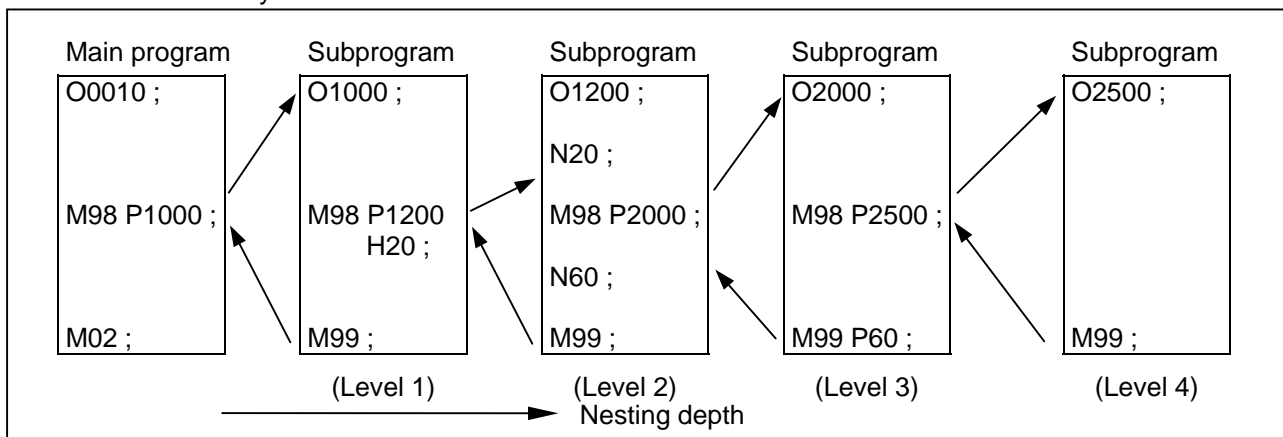 Main program Subprogram Subprogram Subprogram Subprogram
O0010 ; O1000 ; O1200 ; O2000 ; O2500 ;
N20 ;
M98 P1000 ; M98 P1200 M98 P2000 ; M98 P2500 ;
H20 ;
N60 ;
M02 ; M99 ; M99 ; M99 P60 ; M99 ;
(Level 1) (Level 2) (Level 3) (Level 4)
Nesting depth